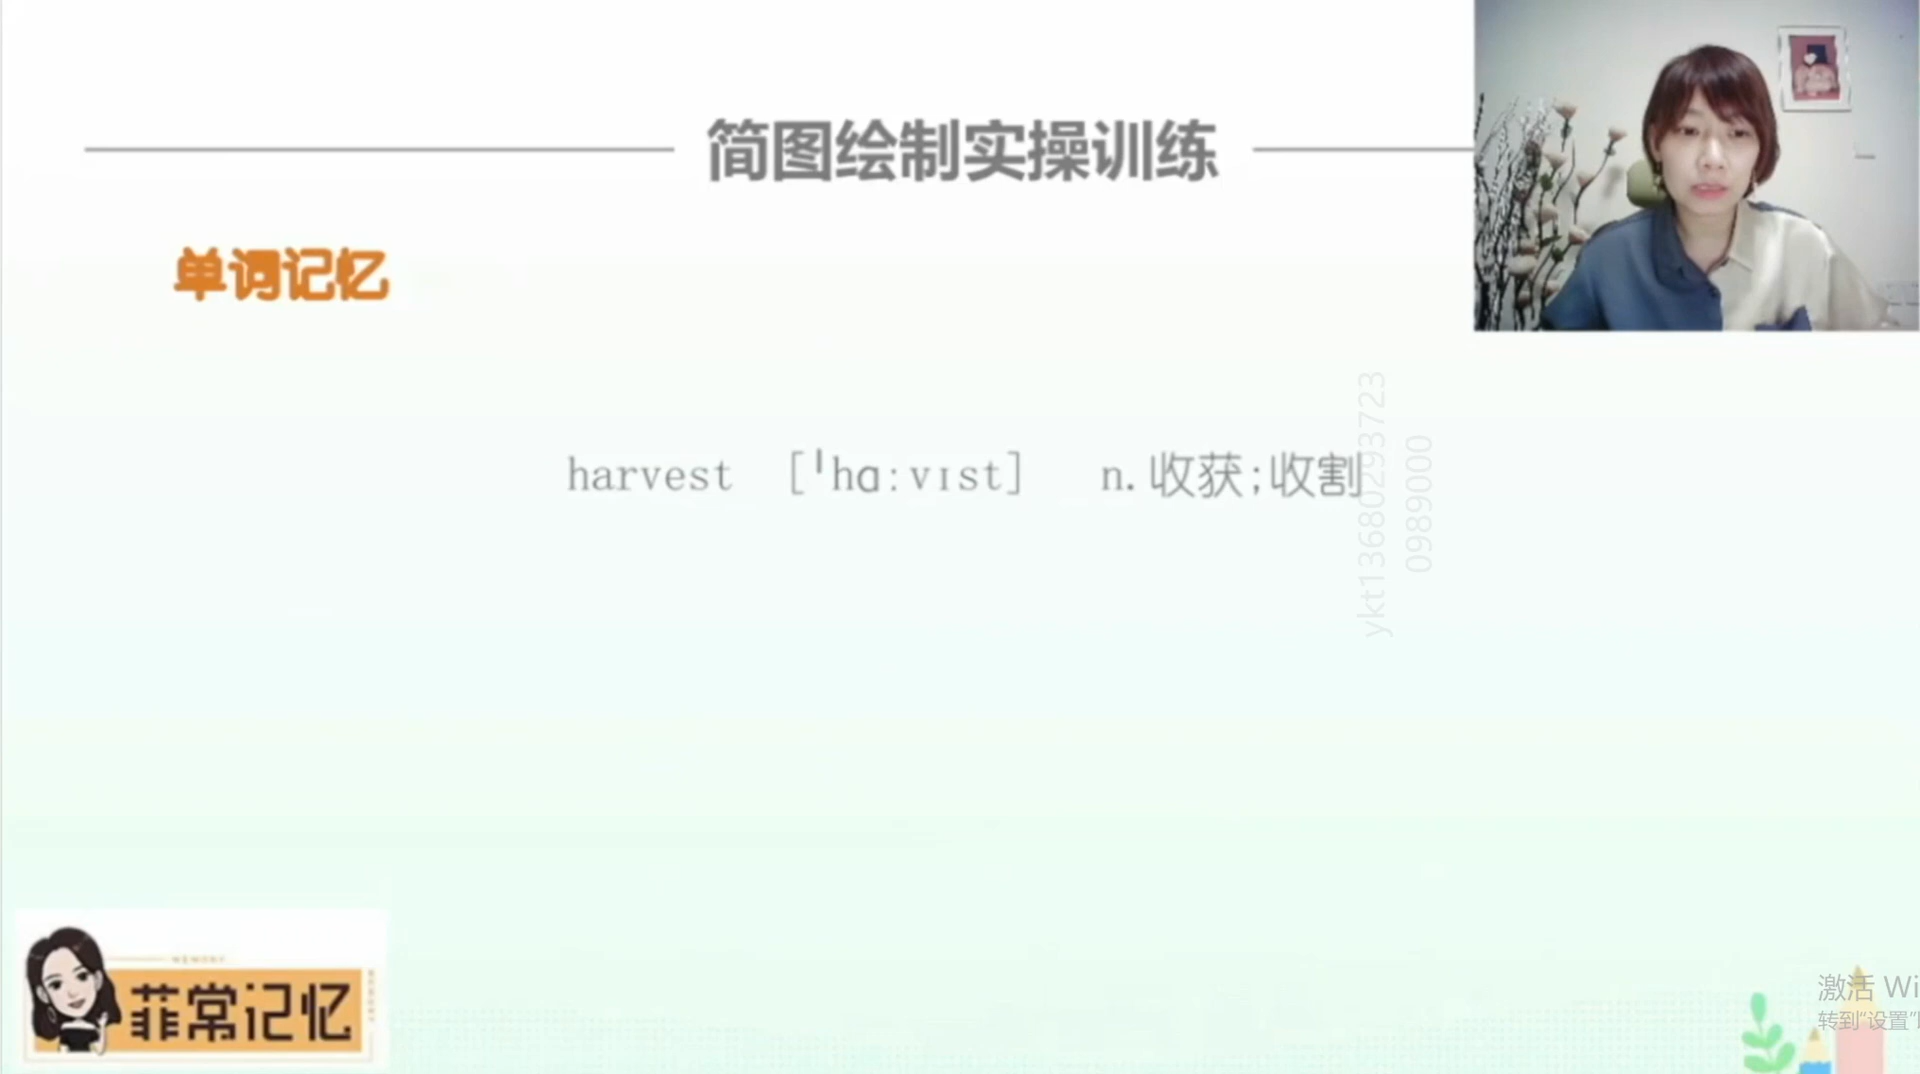 简图绘制实操训练
单词记忆
harvest [ˈhɑ:vɪst] n.收获;收割
ykt13680293723
0989000
MEMORY
菲常记忆
激活 Wi
转到"设置"